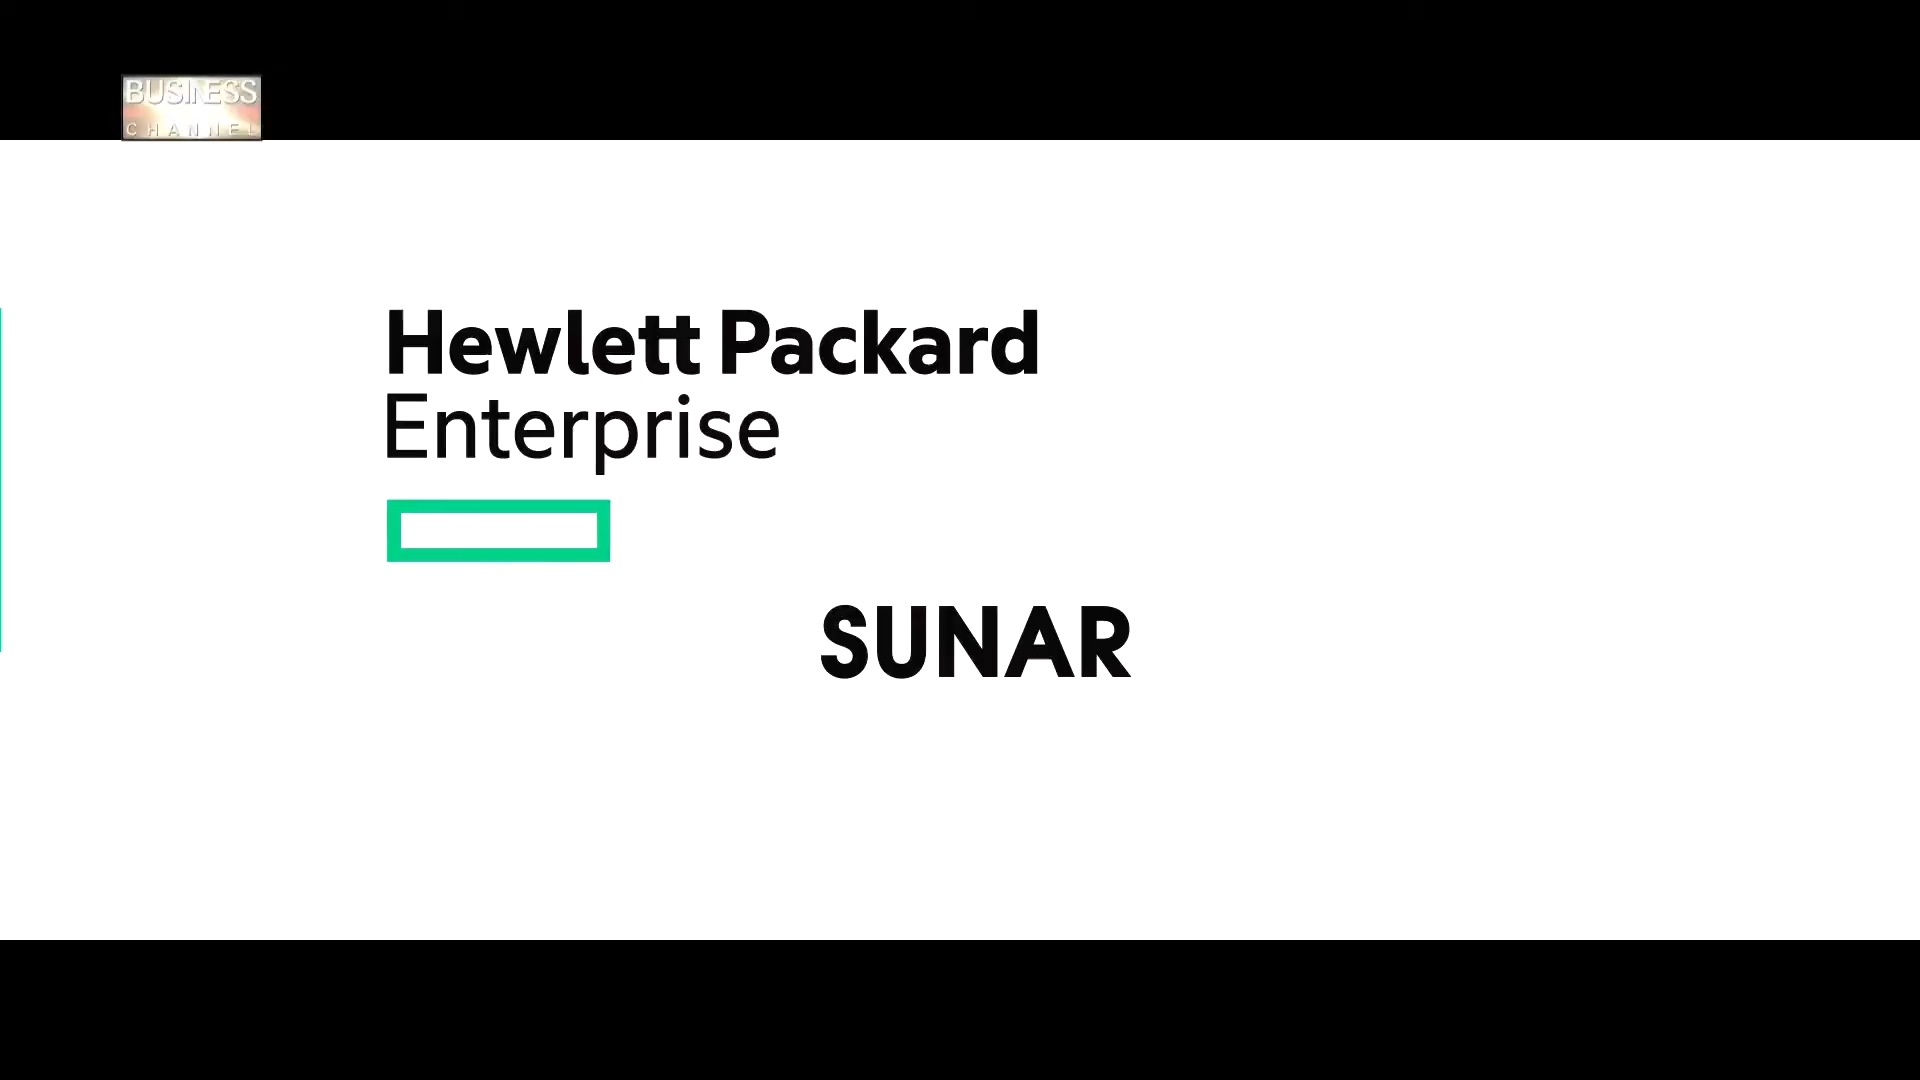 BUSINESS
CHANNEL
Hewlett Packard
Enterprise
SUNAR